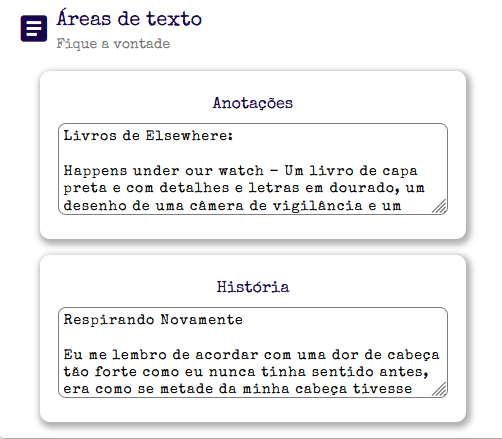 Áreas de texto
Fique a vontade
Anotações
Livros de Elsewhere:
Happens under our watch - Um livro de capa
preta e com detalhes e letras em dourado, um
desenho de uma câmera de vigilância e um
História
Respirando Novamente
Eu me lembro de acordar com uma dor de cabeça
tão forte como eu nunca tinha sentido antes,
era como se metade da minha cabeça tivesse